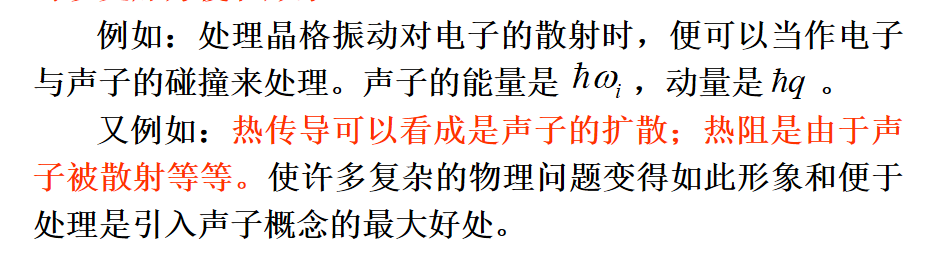 例如：处理晶格振动对电子的散射时，便可以当作电子
与声子的碰撞来处理。声子的能量是 ħωᵢ ，动量是 ħq 。
又例如：热传导可以看成是声子的扩散；热阻是由于声
子被散射等等。使许多复杂的物理问题变得如此形象和便于
处理是引入声子概念的最大好处。